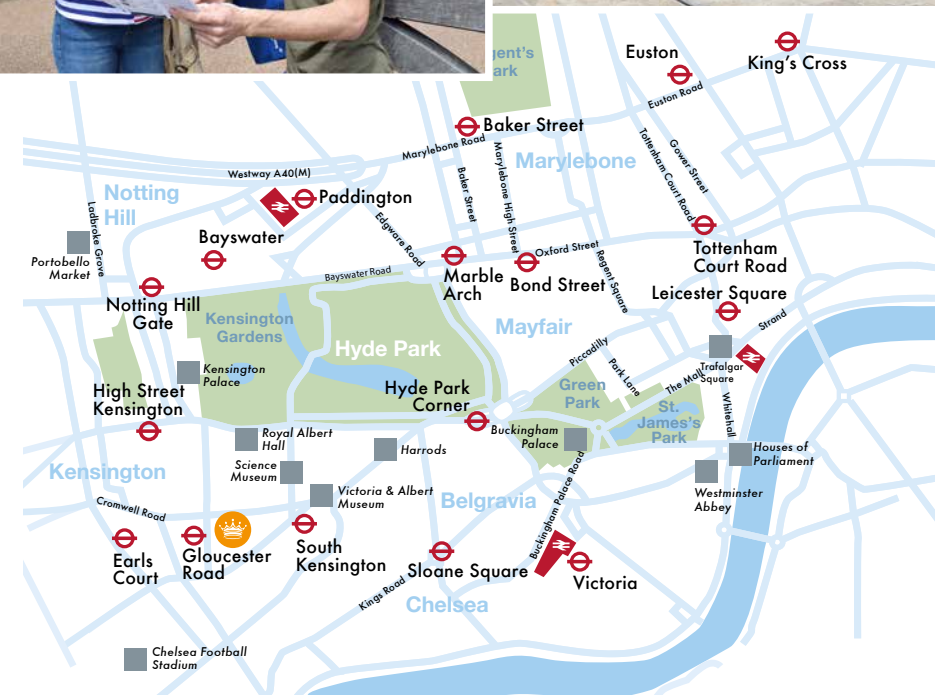 gent's
ark
Euston
King's Cross
Euston Road
Baker Street
Marylebone Road
Marylebone
Tottenham Court Road
Gower Street
Westway A40(M)
Paddington
Baker Street
Marylebone High Street
Notting
Hill
Ladbroke Grove
Portobello
Market
Bayswater
Edgware Road
Oxford Street
Regent Square
Tottenham
Court Road
Bayswater Road
Marble
Arch
Bond Street
Leicester Square
Notting Hill
Gate
Kensington
Gardens
Hyde Park
Mayfair
Strand
Piccadilly
Park Lane
Trafalgar
Square
The Mall
Kensington
Palace
High Street
Kensington
Hyde Park
Corner
Green
Park
St.
James's
Park
Whitehall
Royal Albert
Hall
Harrods
Buckingham
Palace
Houses of
Parliament
Science
Museum
Kensington
Victoria & Albert
Museum
Belgravia
Buckingham Palace Road
Westminster
Abbey
Cromwell Road
Earls
Court
Gloucester
Road
South
Kensington
Sloane Square
Victoria
Kings Road
Chelsea
Chelsea Football
Stadium